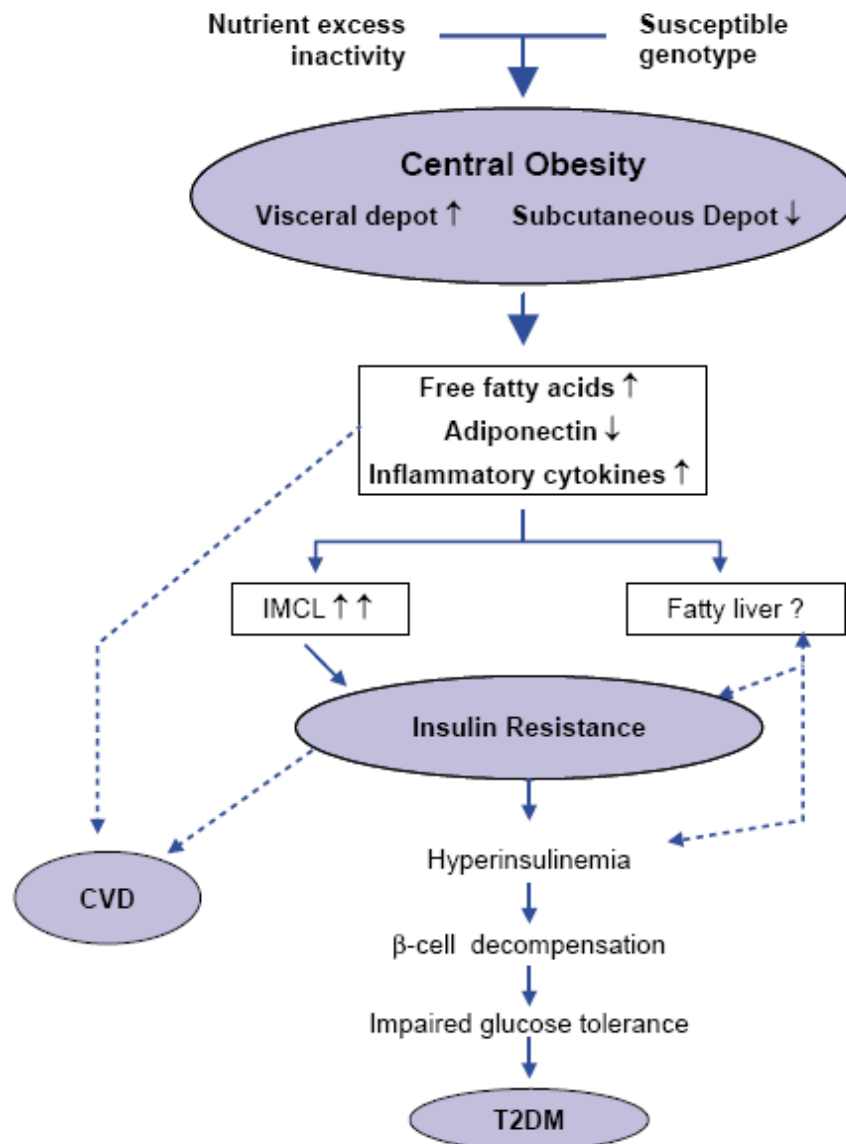 Nutrient excess
inactivity
Susceptible
genotype
Central Obesity
Visceral depot ↑ Subcutaneous Depot ↓
Free fatty acids ↑
Adiponectin ↓
Inflammatory cytokines ↑
IMCL ↑ ↑
Fatty liver ?
Insulin Resistance
Hyperinsulinemia
CVD
β-cell decompensation
Impaired glucose tolerance
T2DM